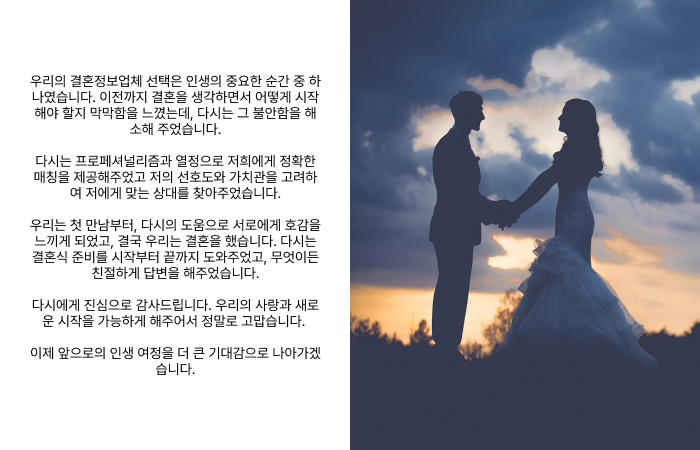 우리의 결혼정보업체 선택은 인생의 중요한 순간 중 하
나였습니다. 이전까지 결혼을 생각하면서 어떻게 시작
해야 할지 막막함을 느꼈는데, 다시는 그 불안함을 해
소해 주었습니다.
다시는 프로페셔널리즘과 열정으로 저희에게 정확한
매칭을 제공해주었고 저의 선호도와 가치관을 고려하
여 저에게 맞는 상대를 찾아주었습니다.
우리는 첫 만남부터, 다시의 도움으로 서로에게 호감을
느끼게 되었고, 결국 우리는 결혼을 했습니다. 다시는
결혼식 준비를 시작부터 끝까지 도와주었고, 무엇이든
친절하게 답변을 해주었습니다.
다시에게 진심으로 감사드립니다. 우리의 사랑과 새로
운 시작을 가능하게 해주어서 정말로 고맙습니다.
이제 앞으로의 인생 여정을 더 큰 기대감으로 나아가겠
습니다.